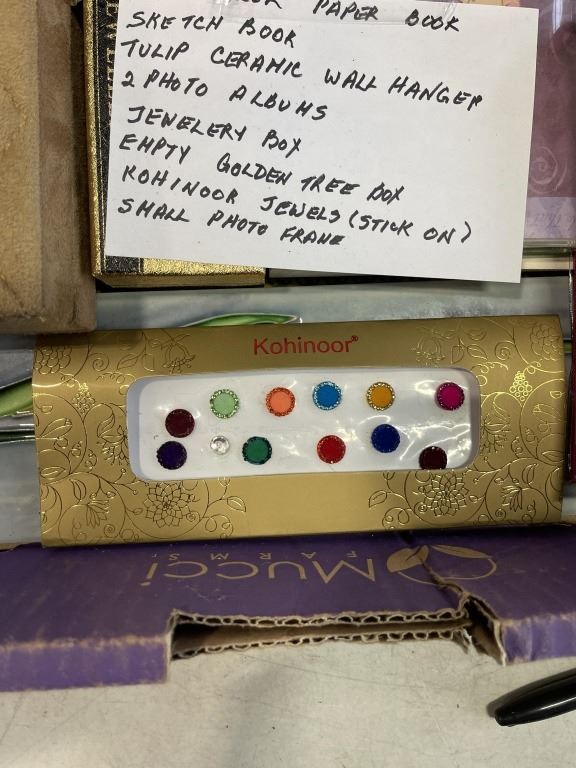 PAPER BOOK
SKETCH BOOK
TULIP CERAMIC WALL HANGER
2 PHOTO ALBUMS
JEWELERY BOX
EMPTY GOLDEN TREE BOX
KOHINOOR JEWELS (STICK ON)
SMALL PHOTO FRAME
Kohinoor®
MUCCI
FARMS